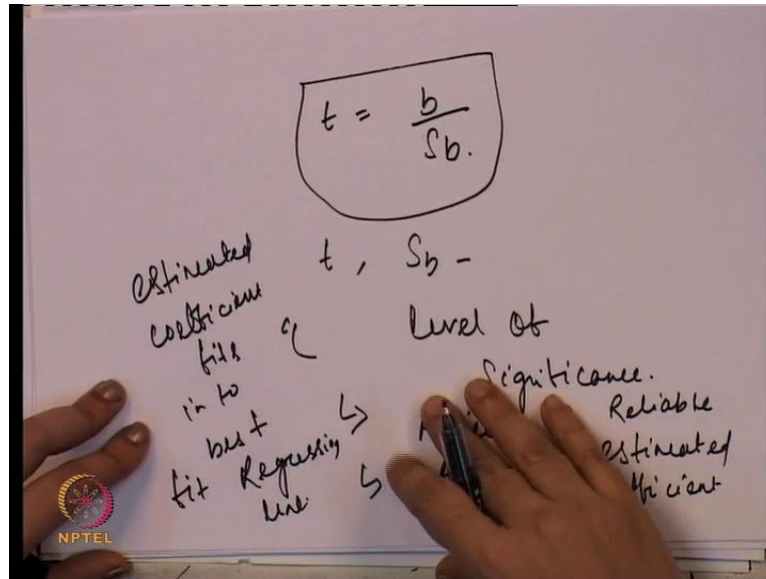 t = b
Sb.
t , Sb -
estimated
coefficient
fits
in to
best
fit Regression
line
Level of
Significance.
Reliable
estimated
NPTEL